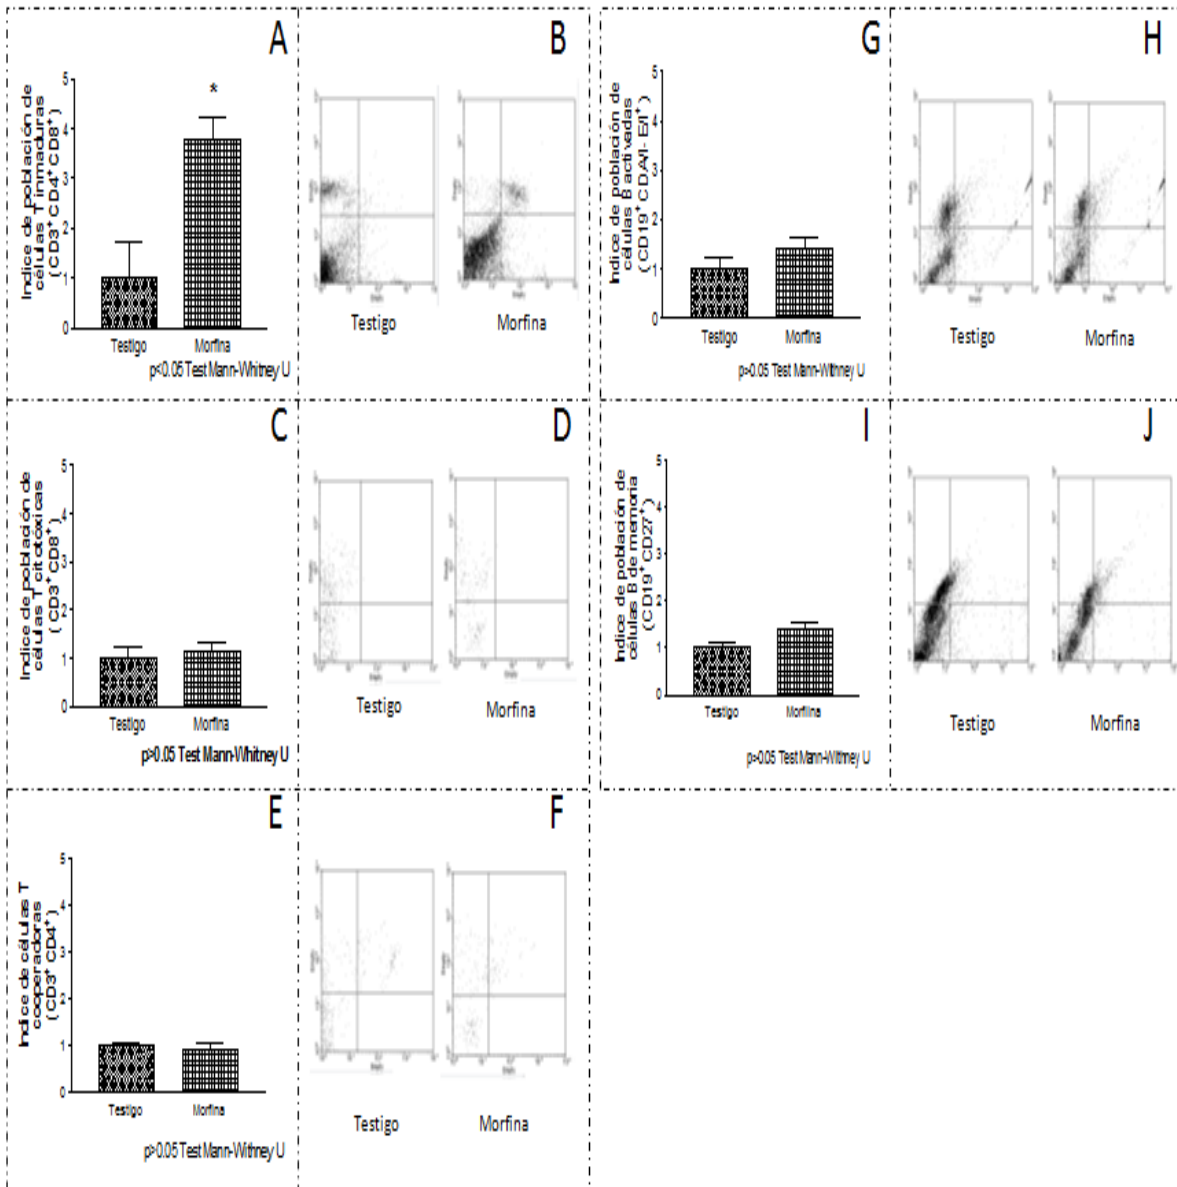 A
Indice de población de
células T inmaduras
(CD3+ CD4+ CD8+)
5
4
3
2
1
0
*
Testigo
Morfina
p<0.05 Test Mann-Whitney U
B
Testigo
Morfina
C
Indice de población de
células T citotóxicas
(CD3+ CD8+)
5
4
3
2
1
0
Testigo
Morfina
p>0.05 Test Mann-Whitney U
D
Testigo
Morfina
E
Indice de células T
cooperadoras
(CD3+ CD4+)
5
4
3
2
1
0
Testigo
Morfina
p>0.05 Test Mann-Withney U
F
Testigo
Morfina
G
Indice de población de
células B activadas
5
4
3
2
1
0
Testigo
Morfina
p>0.05 Test Mann-Withney U
H
Testigo
Morfina
I
Indice de población de
células B de memoria
(CD19+ CD27+)
5
4
3
2
1
0
Testigo
Morfina
p>0.05 Test Mann-Withney U
J
Testigo
Morfina